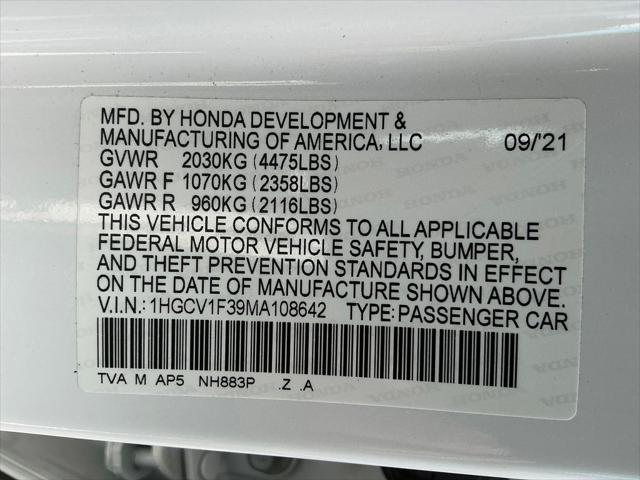 MFD. BY HONDA DEVELOPMENT &
MANUFACTURING OF AMERICA, LLC 09/'21
GVWR 2030KG (4475LBS)
GAWR F 1070KG (2358LBS)
GAWR R 960KG (2116LBS)
THIS VEHICLE CONFORMS TO ALL APPLICABLE
FEDERAL MOTOR VEHICLE SAFETY, BUMPER,
AND THEFT PREVENTION STANDARDS IN EFFECT
ON THE DATE OF MANUFACTURE SHOWN ABOVE.
V.I.N.: 1HGCV1F39MA108642 TYPE: PASSENGER CAR
TVA M AP5 NH883P .Z .A